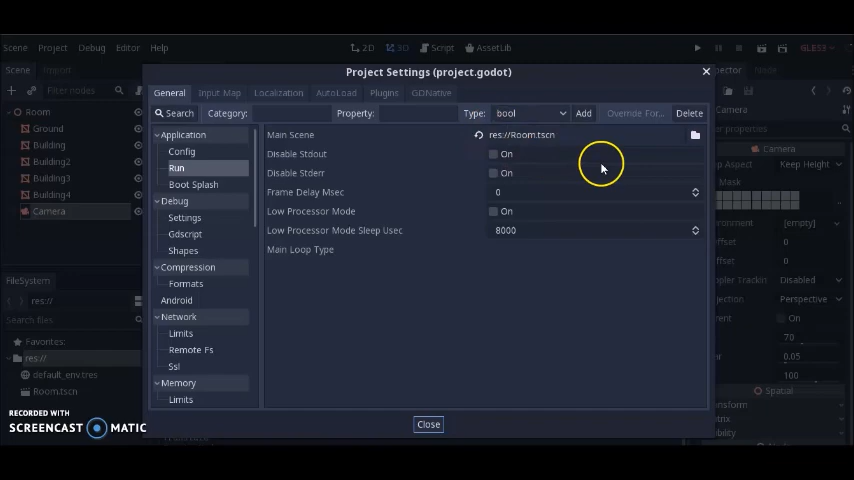 Scene Project Debug Editor Help 2D 3D Script AssetLib GLES3
Project Settings (project.godot)
Scene Import
General Input Map Localization AutoLoad Plugins GDNative
Filter nodes
Search Category: Property: Type: bool Add Override For... Delete
Room
Ground
Building
Building2
Building3
Building4
Camera
FileSystem
res://
Search files
Favorites:
res://
default_env.tres
Room.tscn
RECORDED WITH
SCREENCAST MATIC
Application
Config
Run
Boot Splash
Debug
Settings
Gdscript
Shapes
Compression
Formats
Android
Network
Limits
Remote Fs
Ssl
Memory
Limits
Main Scene res://Room.tscn
Disable Stdout On
Disable Stderr On
Frame Delay Msec 0
Low Processor Mode On
Low Processor Mode Sleep Usec 8000
Main Loop Type
Close
Camera
Camera
Keep Height
Mask
[empty]
0
0
Disabled
Perspective
On
70
0.05
100
Spatial